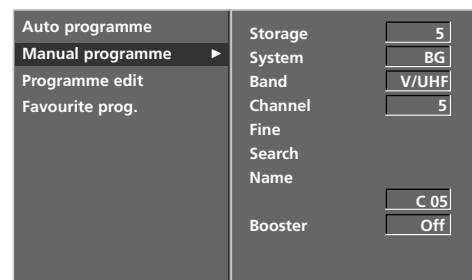 Auto programme
Manual programme ►
Programme edit
Favourite prog.
Storage 5
System BG
Band V/UHF
Channel 5
Fine
Search
Name
C 05
Booster Off